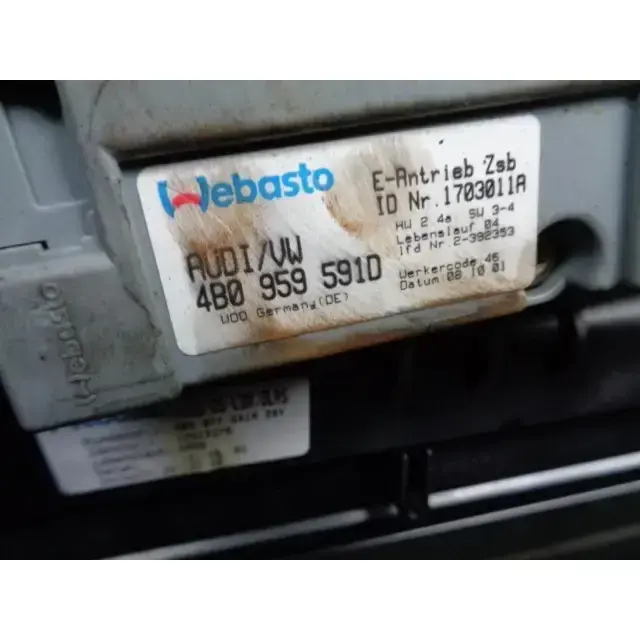 Webasto
E-Antrieb Zsb
ID Nr.1703011A
HW 2.4a SW 3-4
Lebenslauf 04
lfd Nr.2-392353
Werkercode 46
Datum 08 10 01
AUDI/VW
4B0 959 591D
WOO Germany(DE)
Webasto